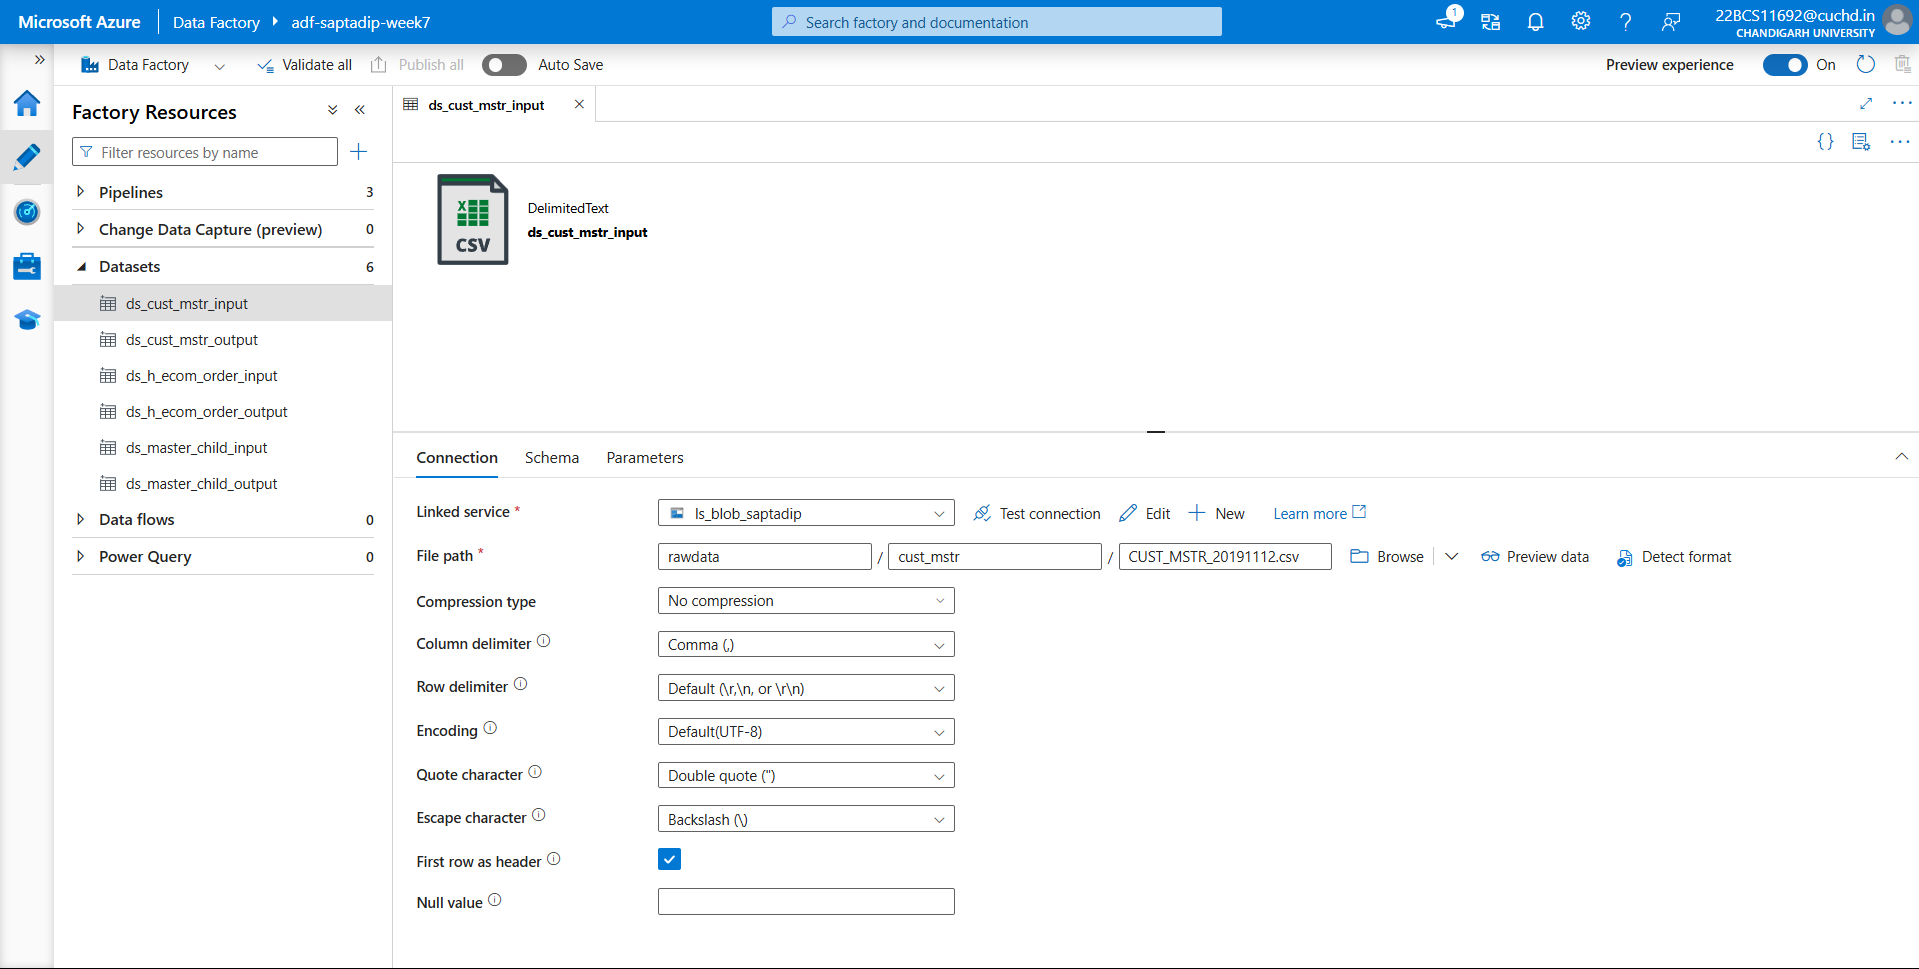 Microsoft Azure Data Factory adf-saptadip-week7 Search factory and documentation 1 22BCS11692@cuchd.in
CHANDIGARH UNIVERSITY
Data Factory Validate all Publish all Auto Save Preview experience On
Factory Resources
Filter resources by name
Pipelines 3
Change Data Capture (preview) 0
Datasets 6
ds_cust_mstr_input
ds_cust_mstr_output
ds_h_ecom_order_input
ds_h_ecom_order_output
ds_master_child_input
ds_master_child_output
Data flows 0
Power Query 0
ds_cust_mstr_input
{}
CSV
DelimitedText
ds_cust_mstr_input
Connection Schema Parameters
Linked service * ls_blob_saptadip Test connection Edit New Learn more
File path * rawdata / cust_mstr / CUST_MSTR_20191112.csv Browse Preview data Detect format
Compression type No compression
Column delimiter Comma (,)
Row delimiter Default (\r,\n, or \r\n)
Encoding Default(UTF-8)
Quote character Double quote (")
Escape character Backslash (\)
First row as header
Null value